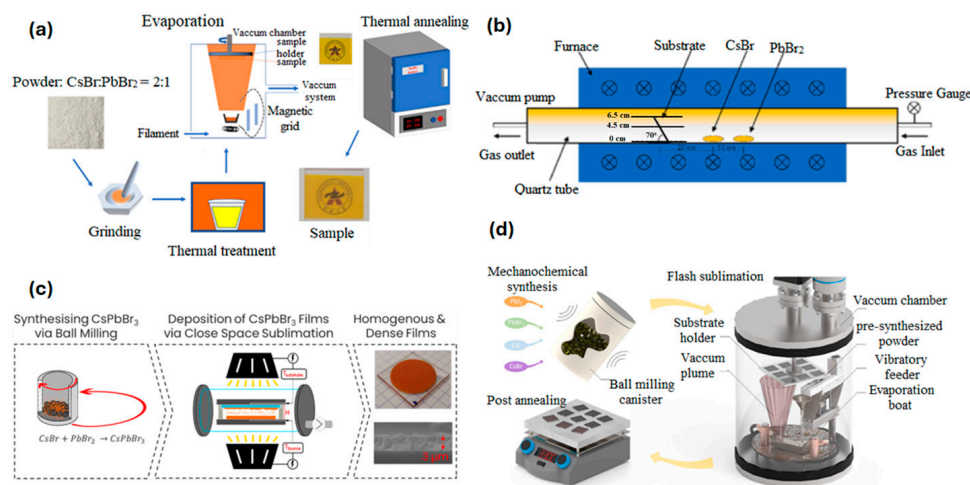 (a)
Evaporation
Thermal annealing
Vaccum chamber
sample
holder
sample
Powder: CsBr:PbBr₂ = 2:1
Vaccum
system
Magnetic
grid
Filament
Grinding
Thermal treatment
Sample
(b)
Furnace
Substrate
CsBr
PbBr₂
Vaccum pump
Pressure Gauge
6.5 cm
4.5 cm
0 cm
70°
Gas outlet
Gas Inlet
Quartz tube
(c)
Synthesising CsPbBr₃
via Ball Milling
Deposition of CsPbBr₃ Films
via Close Space Sublimation
Homogenous &
Dense Films
CsBr + PbBr₂ → CsPbBr₃
(d)
Mechanochemical
synthesis
Flash sublimation
Ball milling
canister
Post annealing
Vaccum chamber
Substrate
holder
pre-synthesized
powder
Vaccum
plume
Vibratory
feeder
Evaporation
boat